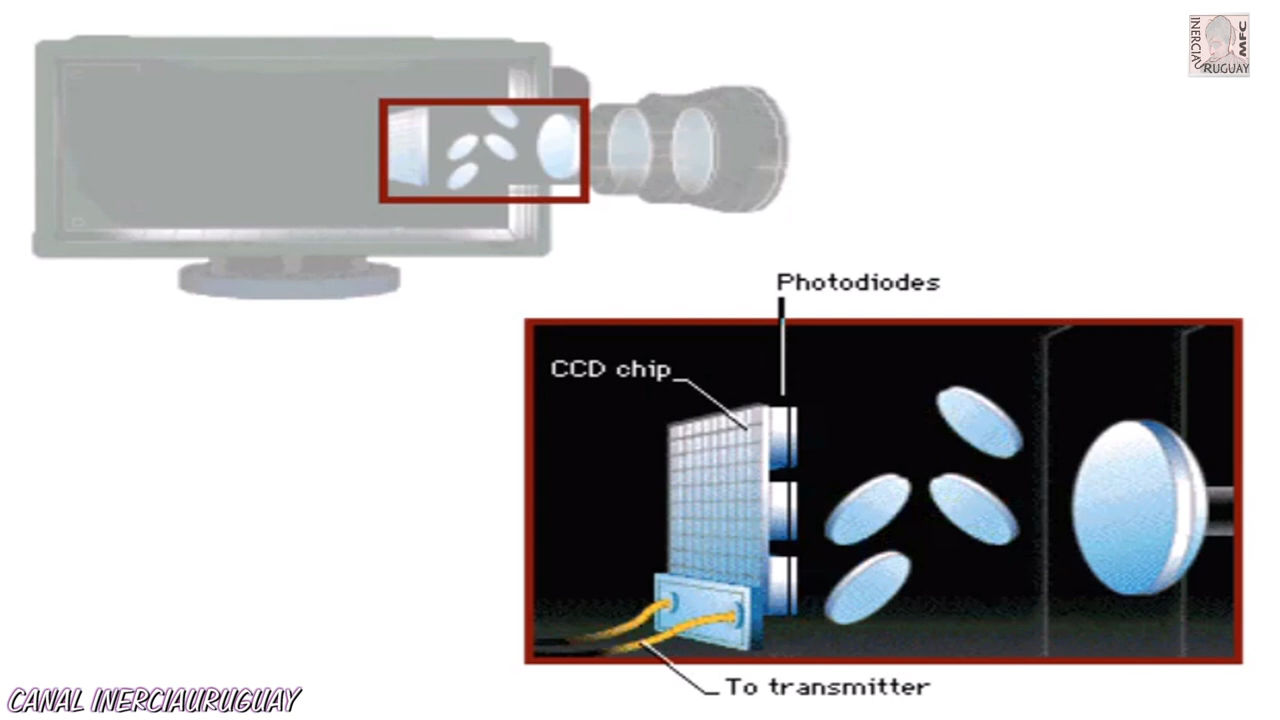 INERCIA
MFC
URUGUAY
Photodiodes
CCD chip
To transmitter
CANAL INERCIAURUGUAY